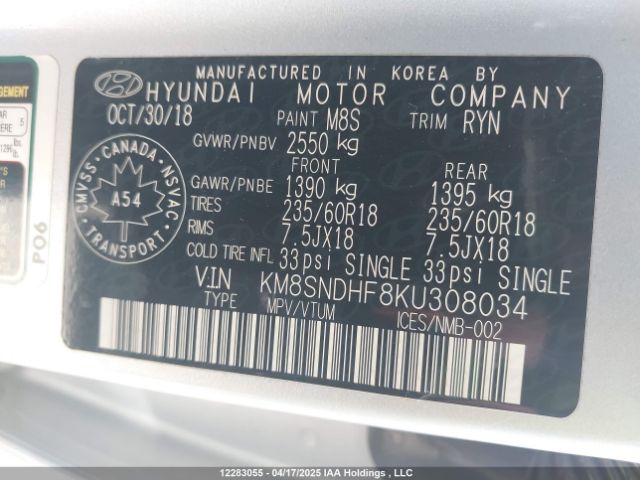 MANUFACTURED IN KOREA BY
HYUNDAI MOTOR COMPANY
OCT/30/18 PAINT M8S TRIM RYN
GVWR/PNBV 2550 kg
FRONT REAR
GAWR/PNBE 1390 kg 1395 kg
TIRES 235/60R18 235/60R18
RIMS 7.5JX18 7.5JX18
COLD TIRE INFL 33psi SINGLE 33psi SINGLE
VIN KM8SNDHF8KU308034
TYPE MPV/VTUM ICES/NMB-002
CANADA
CMVSS NSVAC
A54
TRANSPORT
PO6
12283055 - 04/17/2025 IAA Holdings , LLC